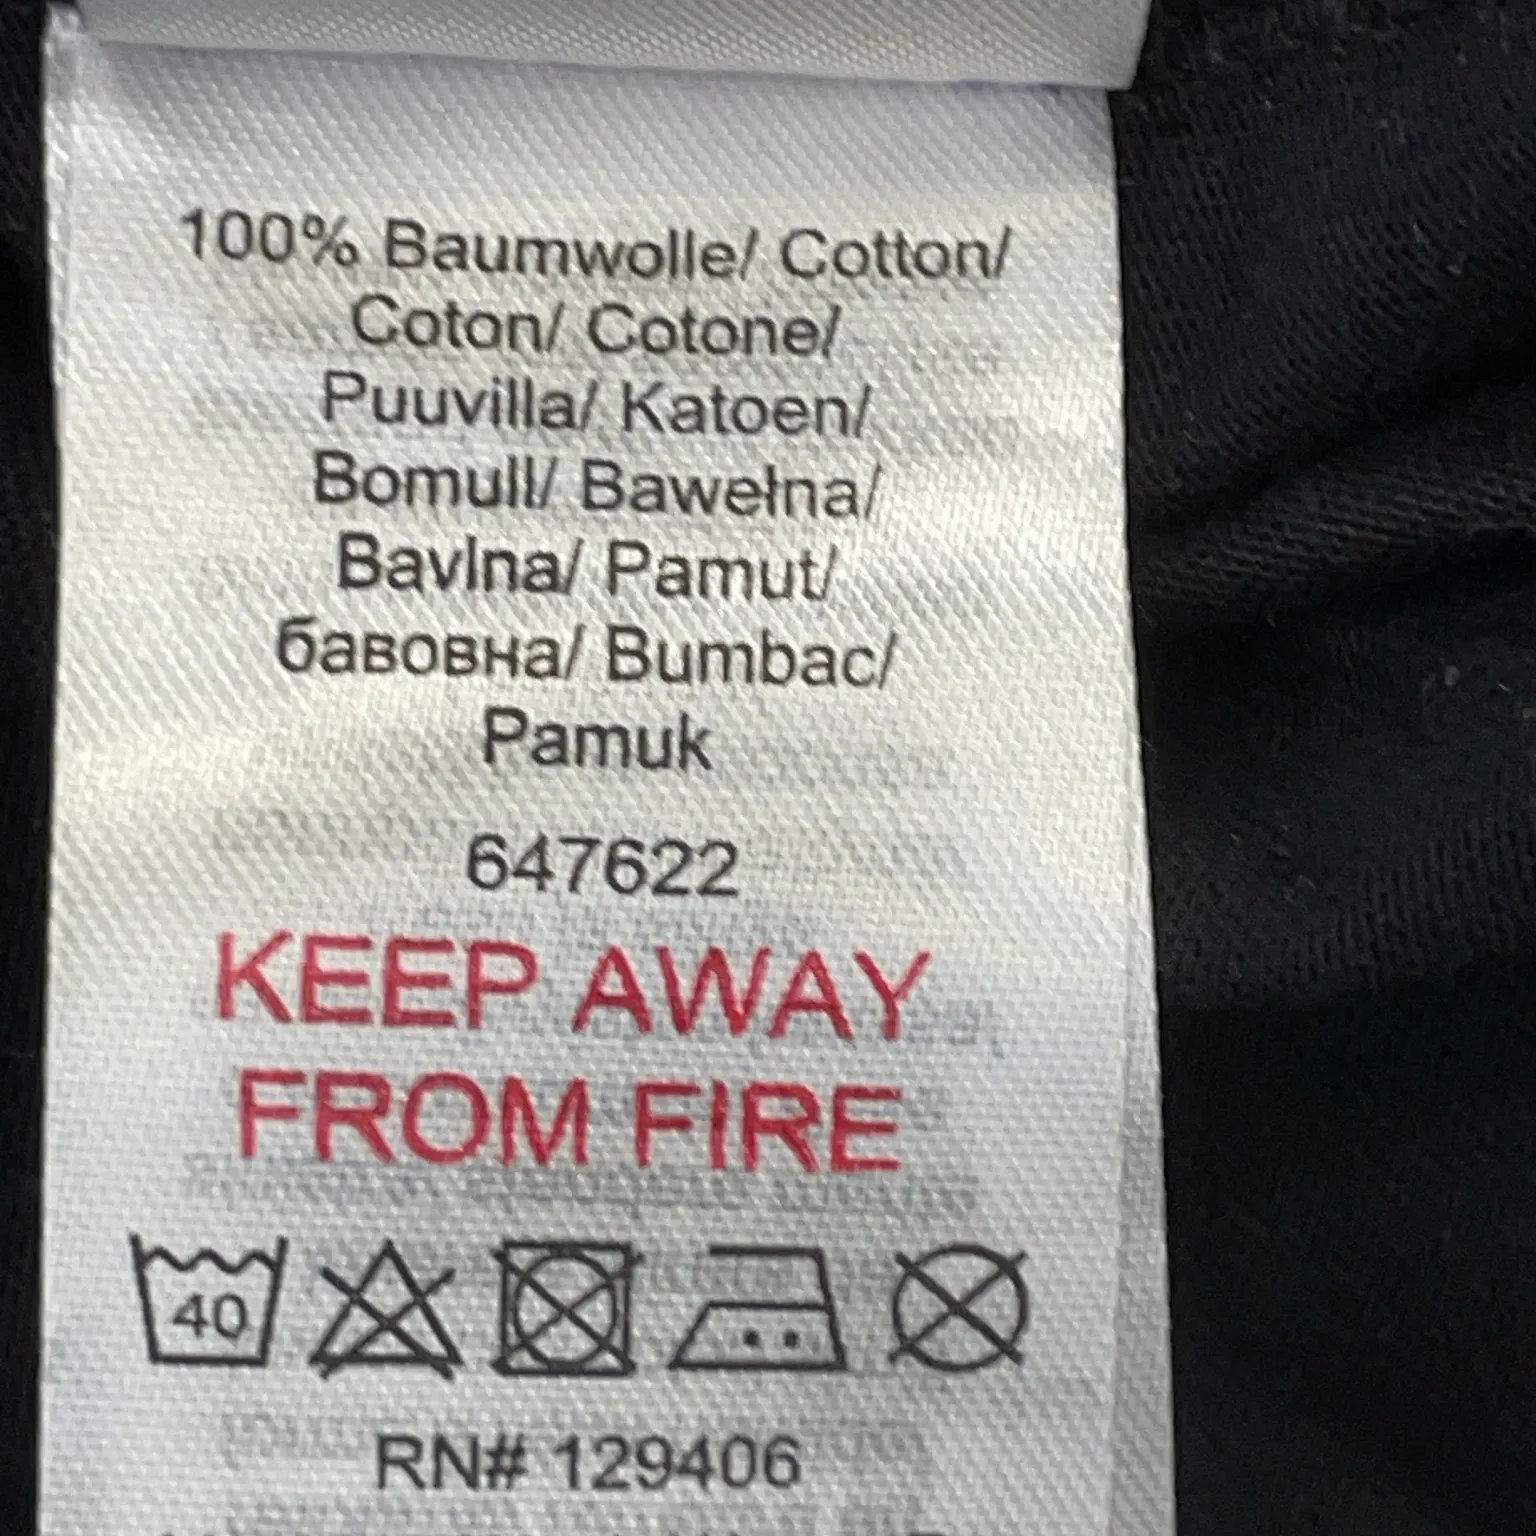 100% Baumwolle/ Cotton/
Coton/ Cotone/
Puuvilla/ Katoen/
Bomull/ Bawełna/
Bavlna/ Pamut/
бавовна/ Bumbac/
Pamuk
647622
KEEP AWAY
FROM FIRE
40
RN# 129406